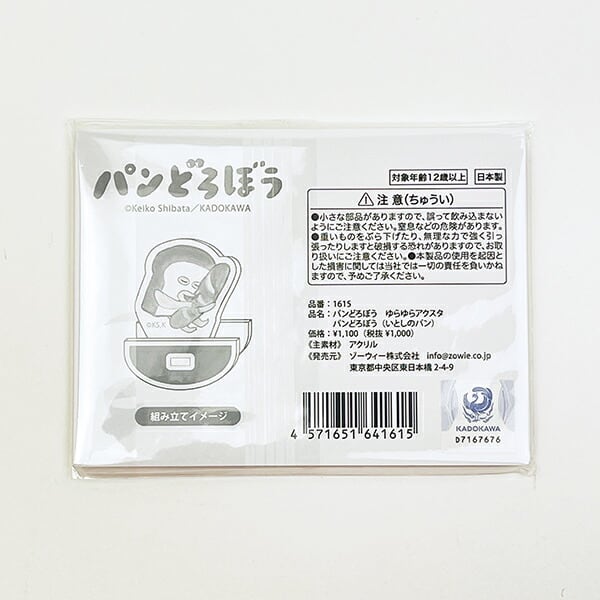 パンどろぼう
©Keiko Shibata／KADOKAWA
対象年齢12歳以上
日本製
⚠注意(ちゅうい)
●小さな部品がありますので、誤って飲み込まない
ようにご注意ください。窒息などの危険があります。
●重いものをぶら下げたり、無理な力で強く引っ
張ったりしますと破損する恐れがありますので、お取
り扱いにご注意ください。●本製品の使用を起因と
した損害に関しては当社では一切の責任を負いかね
ますので、予めご了承ください。
品番：1615
品名：パンどろぼう　ゆらゆらアクスタ
パンどろぼう（いとしのパン）
価格：¥1,100（税抜 ¥1,000）
《主素材》 アクリル
《発売元》 ゾーウィー株式会社　info@zowie.co.jp
東京都中央区東日本橋 2-4-9
©K.S,K
組み立てイメージ
4 571651 641615
KADOKAWA
D7167676